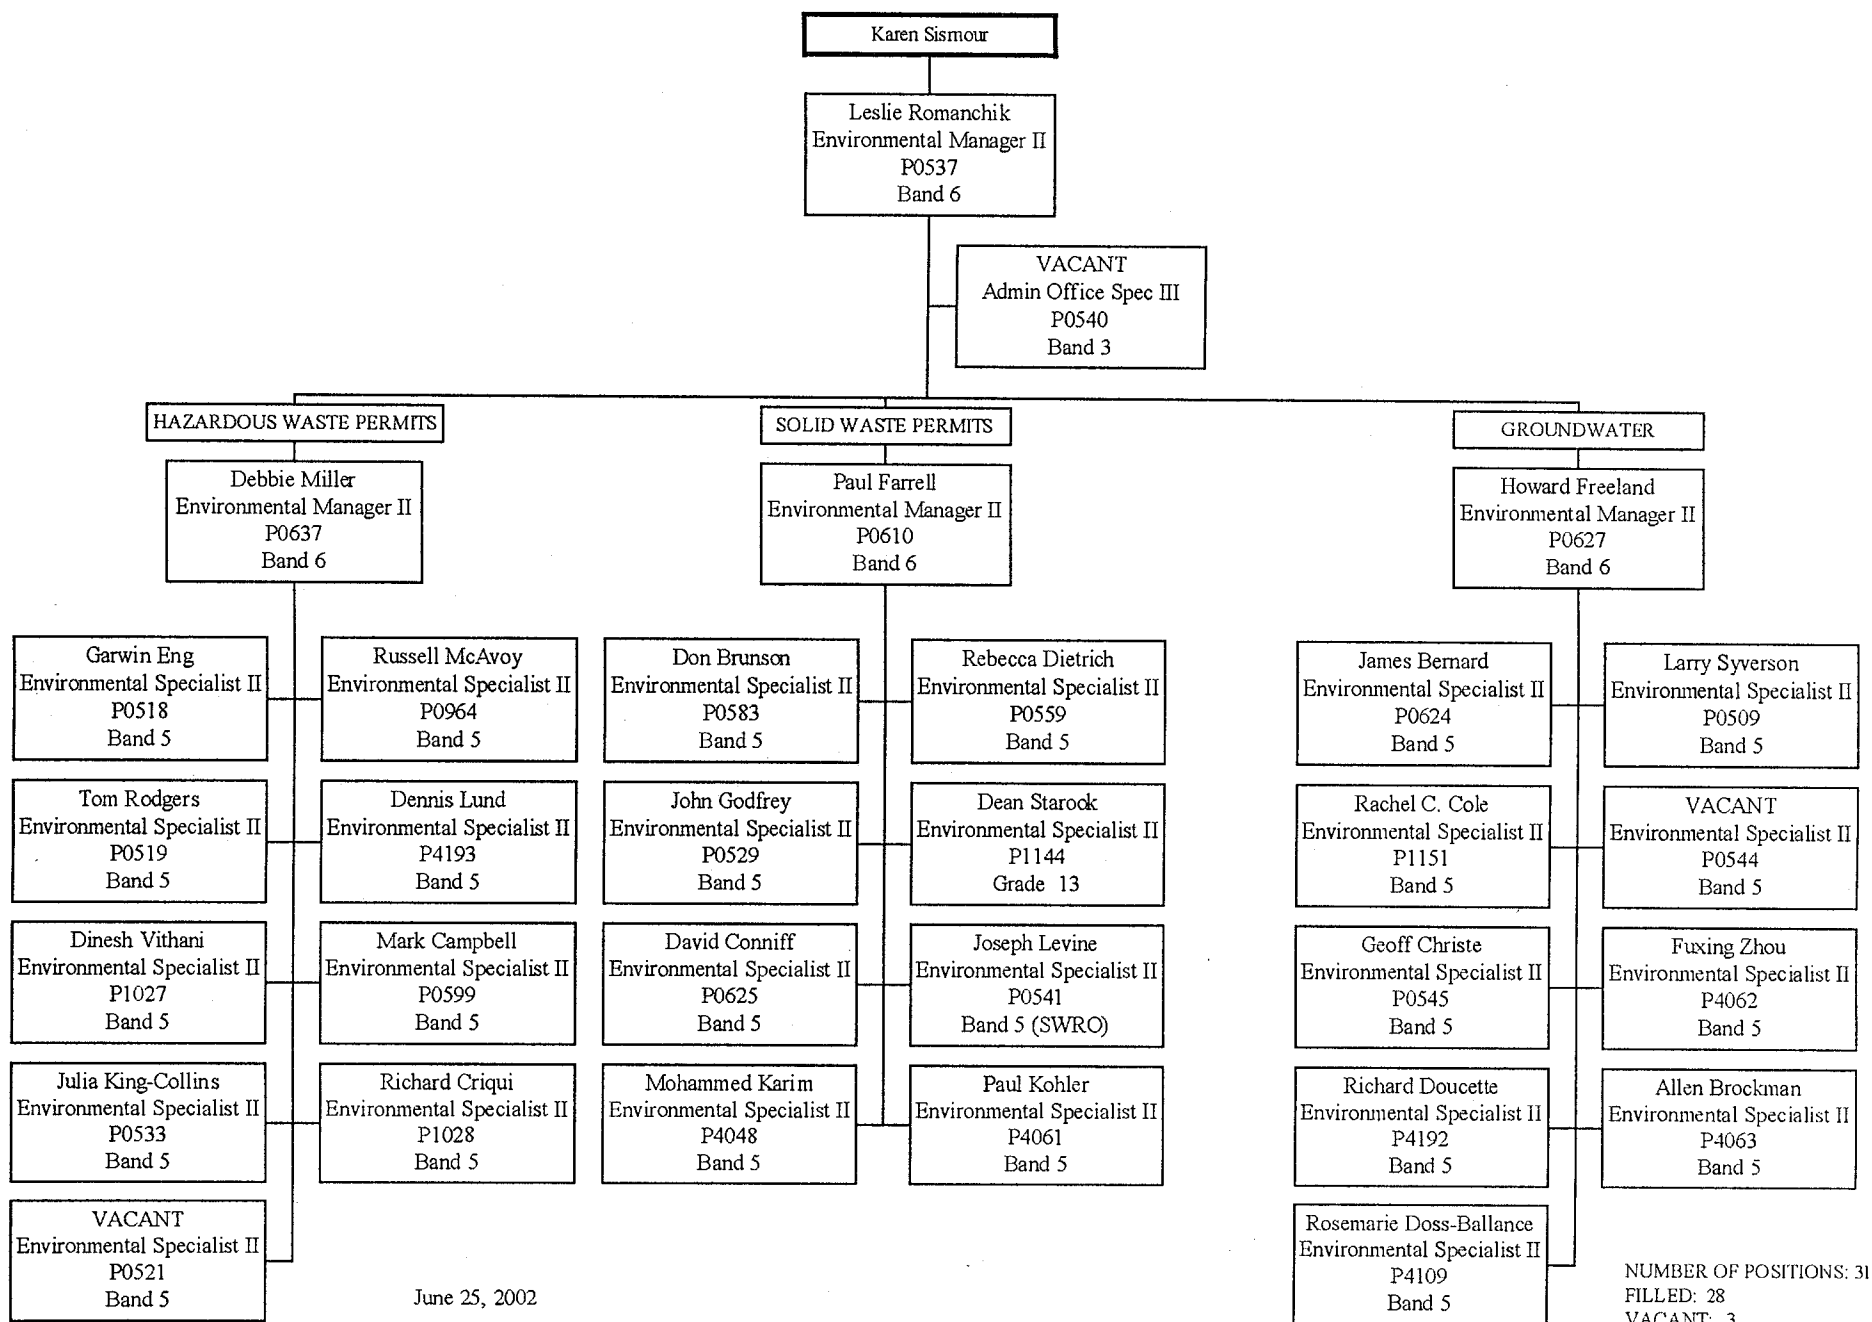 Karen Sismour
Leslie Romanchik
Environmental Manager II
P0537
Band 6
VACANT
Admin Office Spec III
P0540
Band 3
HAZARDOUS WASTE PERMITS
Debbie Miller
Environmental Manager II
P0637
Band 6
Garwin Eng
Environmental Specialist II
P0518
Band 5
Russell McAvoy
Environmental Specialist II
P0964
Band 5
Tom Rodgers
Environmental Specialist II
P0519
Band 5
Dennis Lund
Environmental Specialist II
P4193
Band 5
Dinesh Vithani
Environmental Specialist II
P1027
Band 5
Mark Campbell
Environmental Specialist II
P0599
Band 5
Julia King-Collins
Environmental Specialist II
P0533
Band 5
Richard Criqui
Environmental Specialist II
P1028
Band 5
VACANT
Environmental Specialist II
P0521
Band 5
SOLID WASTE PERMITS
Paul Farrell
Environmental Manager II
P0610
Band 6
Don Brunson
Environmental Specialist II
P0583
Band 5
Rebecca Dietrich
Environmental Specialist II
P0559
Band 5
John Godfrey
Environmental Specialist II
P0529
Band 5
Dean Starook
Environmental Specialist II
P1144
Grade 13
David Conniff
Environmental Specialist II
P0625
Band 5
Joseph Levine
Environmental Specialist II
P0541
Band 5 (SWRO)
Mohammed Karim
Environmental Specialist II
P4048
Band 5
Paul Kohler
Environmental Specialist II
P4061
Band 5
GROUNDWATER
Howard Freeland
Environmental Manager II
P0627
Band 6
James Bernard
Environmental Specialist II
P0624
Band 5
Larry Syverson
Environmental Specialist II
P0509
Band 5
Rachel C. Cole
Environmental Specialist II
P1151
Band 5
VACANT
Environmental Specialist II
P0544
Band 5
Geoff Christe
Environmental Specialist II
P0545
Band 5
Fuxing Zhou
Environmental Specialist II
P4062
Band 5
Richard Doucette
Environmental Specialist II
P4192
Band 5
Allen Brockman
Environmental Specialist II
P4063
Band 5
Rosemarie Doss-Ballance
Environmental Specialist II
P4109
Band 5
June 25, 2002
NUMBER OF POSITIONS: 31
FILLED: 28
VACANT: 3